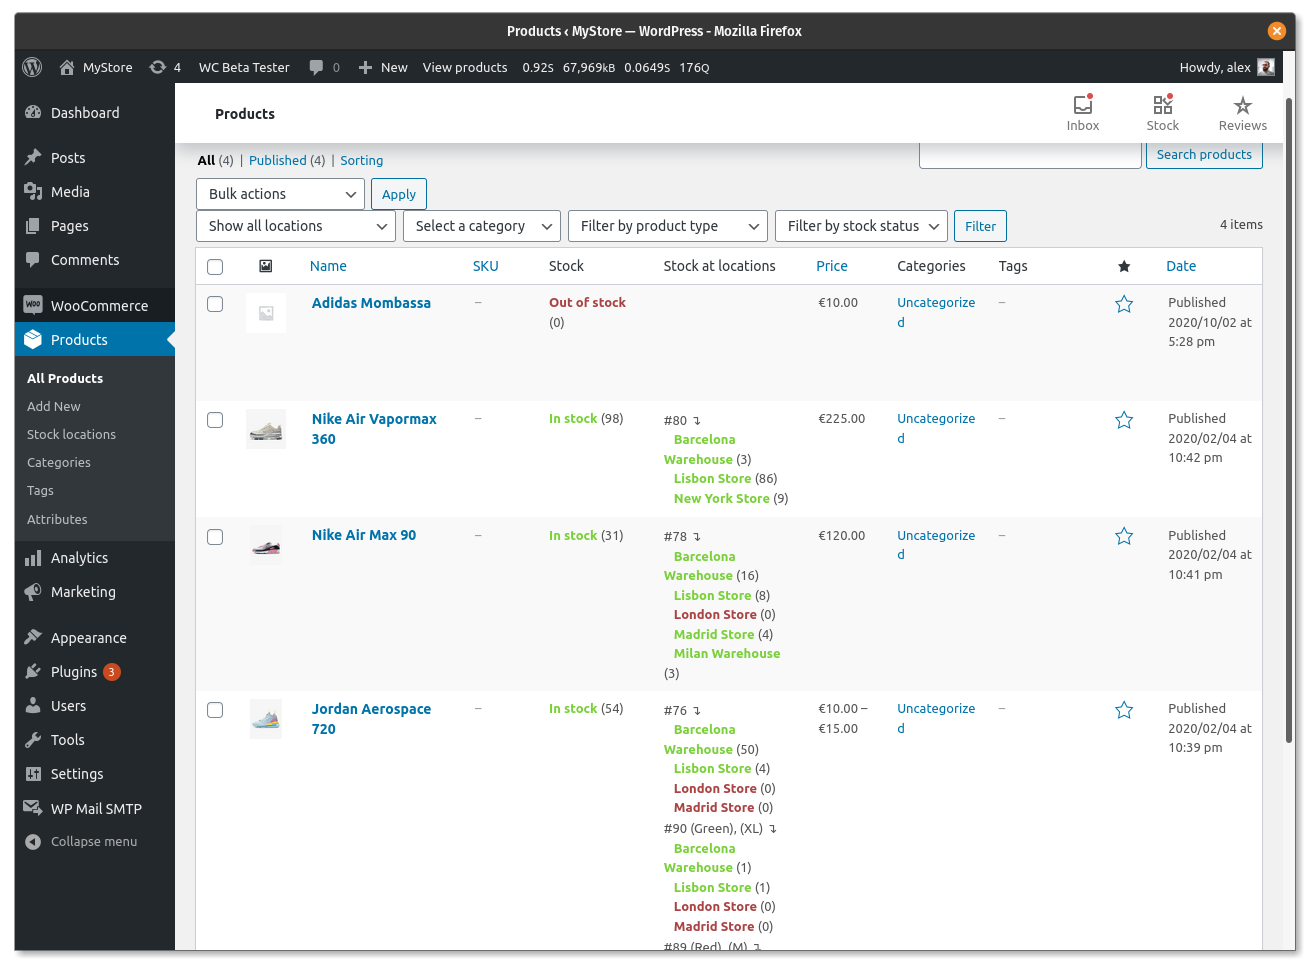 Products ‹ MyStore — WordPress - Mozilla Firefox
MyStore 4 WC Beta Tester 0 New View products 0.92S 67,969KB 0.0649S 176Q Howdy, alex
Dashboard
Posts
Media
Pages
Comments
WOO WooCommerce
Products
All Products
Add New
Stock locations
Categories
Tags
Attributes
Analytics
Marketing
Appearance
Plugins 3
Users
Tools
Settings
WP Mail SMTP
Collapse menu
Products
Inbox Stock Reviews
All (4) | Published (4) | Sorting
Search products
Bulk actions Apply
Show all locations Select a category Filter by product type Filter by stock status Filter 4 items
Name SKU Stock Stock at locations Price Categories Tags Date
Adidas Mombassa – Out of stock €10.00 Uncategorize – Published
(0) d 2020/10/02 at
5:28 pm
Nike Air Vapormax – In stock (98) #80 ↴ €225.00 Uncategorize – Published
360 Barcelona d 2020/02/04 at
Warehouse (3) 10:42 pm
Lisbon Store (86)
New York Store (9)
Nike Air Max 90 – In stock (31) #78 ↴ €120.00 Uncategorize – Published
Barcelona d 2020/02/04 at
Warehouse (16) 10:41 pm
Lisbon Store (8)
London Store (0)
Madrid Store (4)
Milan Warehouse
(3)
Jordan Aerospace – In stock (54) #76 ↴ €10.00 – Uncategorize – Published
720 Barcelona €15.00 d 2020/02/04 at
Warehouse (50) 10:39 pm
Lisbon Store (4)
London Store (0)
Madrid Store (0)
#90 (Green), (XL) ↴
Barcelona
Warehouse (1)
Lisbon Store (1)
London Store (0)
Madrid Store (0)
#89 (Red), (M) ↴